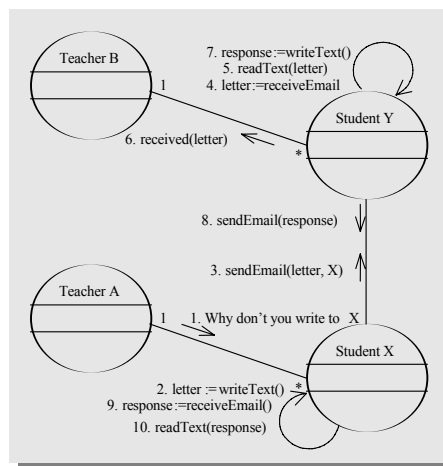 7. response:=writeText()
5. readText(letter)
4. letter:=receiveEmail
Teacher B
1
Student Y
6. received(letter)
*
8. sendEmail(response)
3. sendEmail(letter, X)
Teacher A
1
1. Why don't you write to X
Student X
2. letter :=writeText()
*
9. response:=receiveEmail()
10. readText(response)